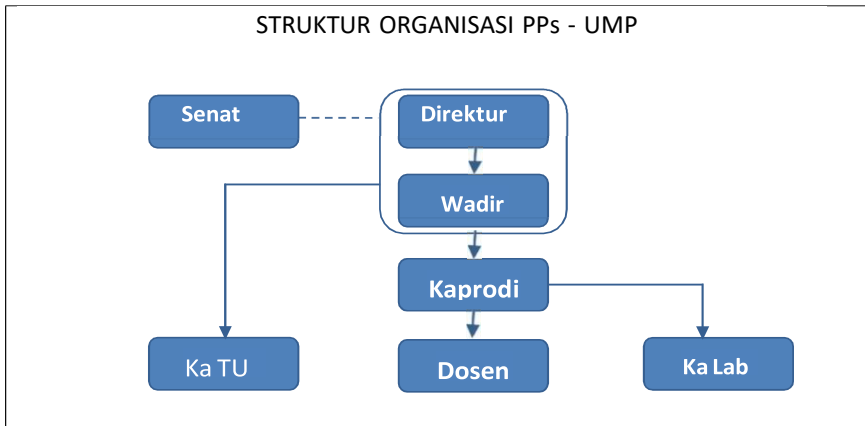 STRUKTUR ORGANISASI PPs - UMP
Senat
Direktur
Wadir
Kaprodi
Ka TU
Dosen
Ka Lab